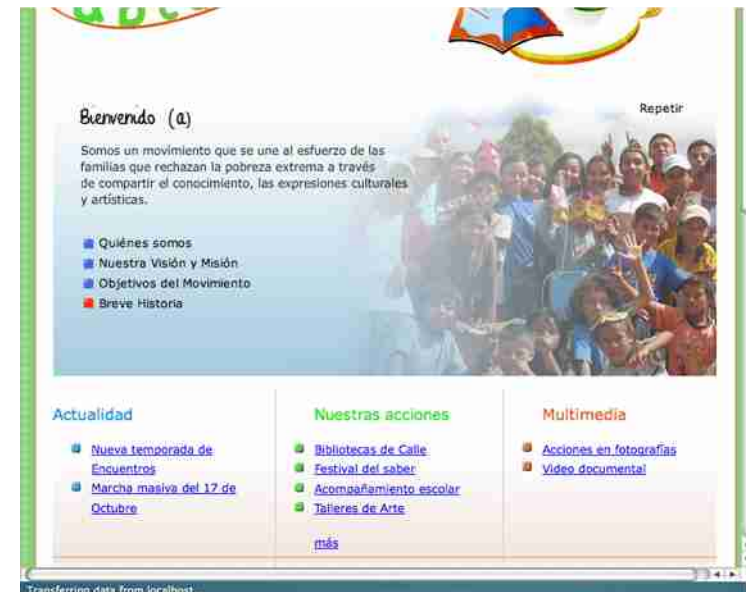 Bienvenido (a)
Repetir
Somos un movimiento que se une al esfuerzo de las
familias que rechazan la pobreza extrema a través
de compartir el conocimiento, las expresiones culturales
y artísticas.
Quiénes somos
Nuestra Visión y Misión
Objetivos del Movimiento
Breve Historia
Actualidad
Nueva temporada de
Encuentros
Marcha masiva del 17 de
Octubre
Nuestras acciones
Bibliotecas de Calle
Festival del saber
Acompañamiento escolar
Talleres de Arte
más
Multimedia
Acciones en fotografías
Video documental
Transferring data from localhost